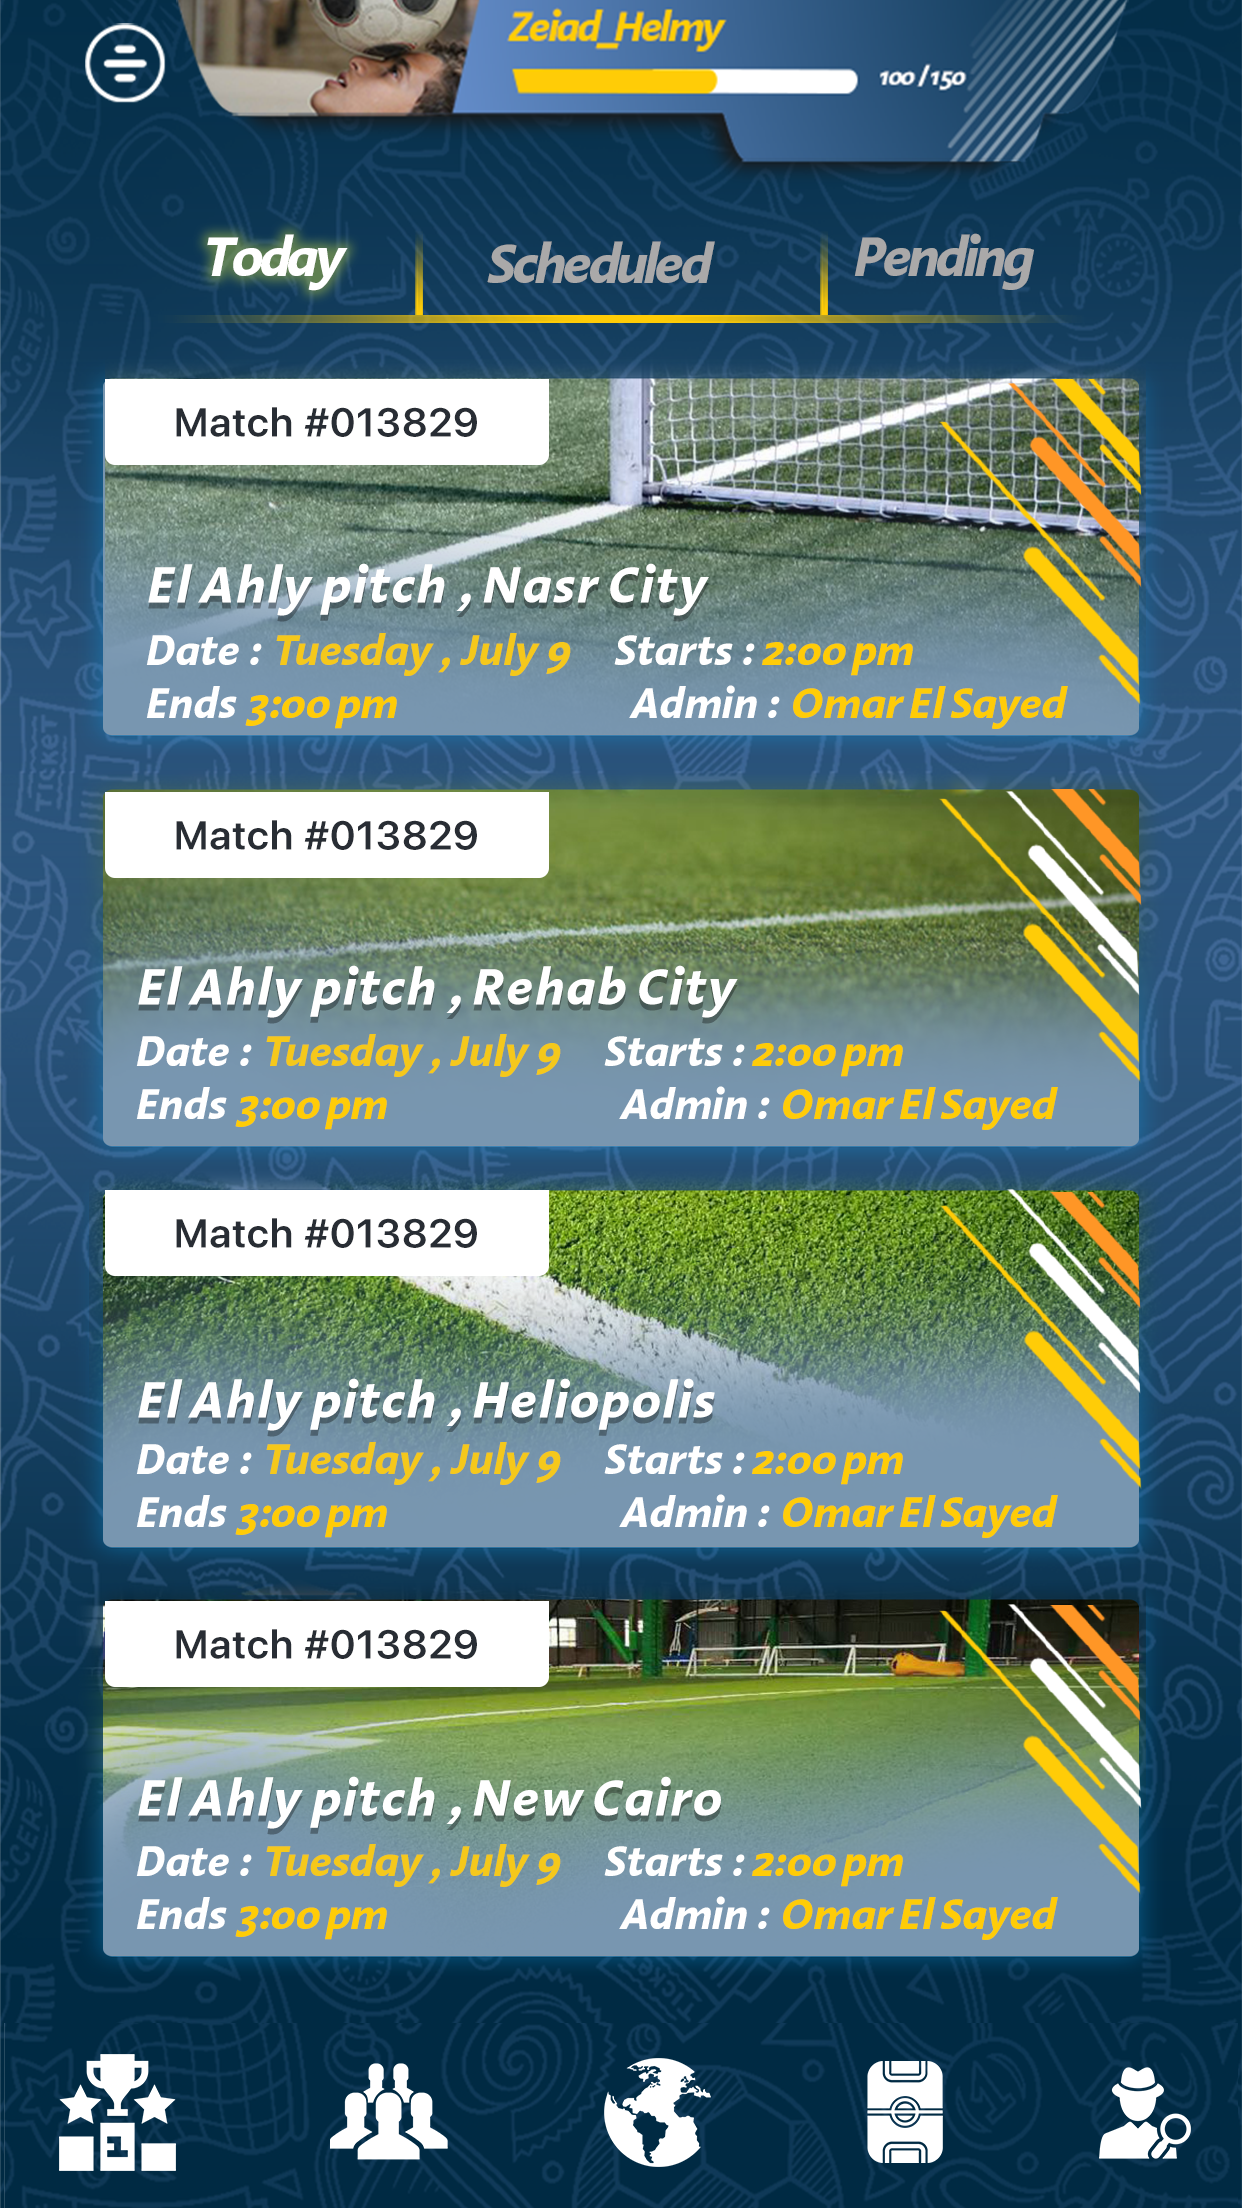 Zeiad_Helmy
100 / 150
Today Scheduled Pending
Match #013829
El Ahly pitch , Nasr City
Date : Tuesday , July 9 Starts : 2:00 pm
Ends 3:00 pm Admin : Omar El Sayed
Match #013829
El Ahly pitch , Rehab City
Date : Tuesday , July 9 Starts : 2:00 pm
Ends 3:00 pm Admin : Omar El Sayed
Match #013829
El Ahly pitch , Heliopolis
Date : Tuesday , July 9 Starts : 2:00 pm
Ends 3:00 pm Admin : Omar El Sayed
Match #013829
El Ahly pitch , New Cairo
Date : Tuesday , July 9 Starts : 2:00 pm
Ends 3:00 pm Admin : Omar El Sayed
TICKET
TICKET
1